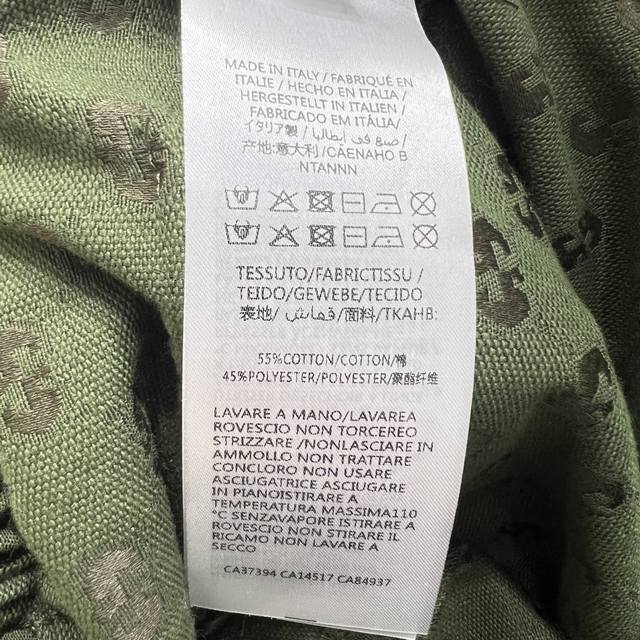 MADE IN ITALY / FABRIQUÉ EN
ITALIE / HECHO EN ITALIA /
HERGESTELLT IN ITALIEN /
FABRICADO EM ITÁLIA/
イタリア製 / صنع في إيطاليا /
产地:意大利 / CAENAHO B
NTANNN
TESSUTO/FABRICTISSU /
TEIDO/GEWEBE/TECIDO
表地/ قماش /面料/TKAHB:
55%COTTON/COTTON/棉
45%POLYESTER/POLYESTER/聚酯纤维
LAVARE A MANO/LAVAREA
ROVESCIO NON TORCEREO
STRIZZARE /NONLASCIARE IN
AMMOLLO NON TRATTARE
CONCLORO NON USARE
ASCIUGATRICE ASCIUGARE
IN PIANOISTIRARE A
TEMPERATURA MASSIMA110
°C SENZAVAPORE ISTIRARE A
ROVESCIO NON STIRARE IL
RICAMO NON LAVARE A
SECCO
CA37394 CA14517 CA84937